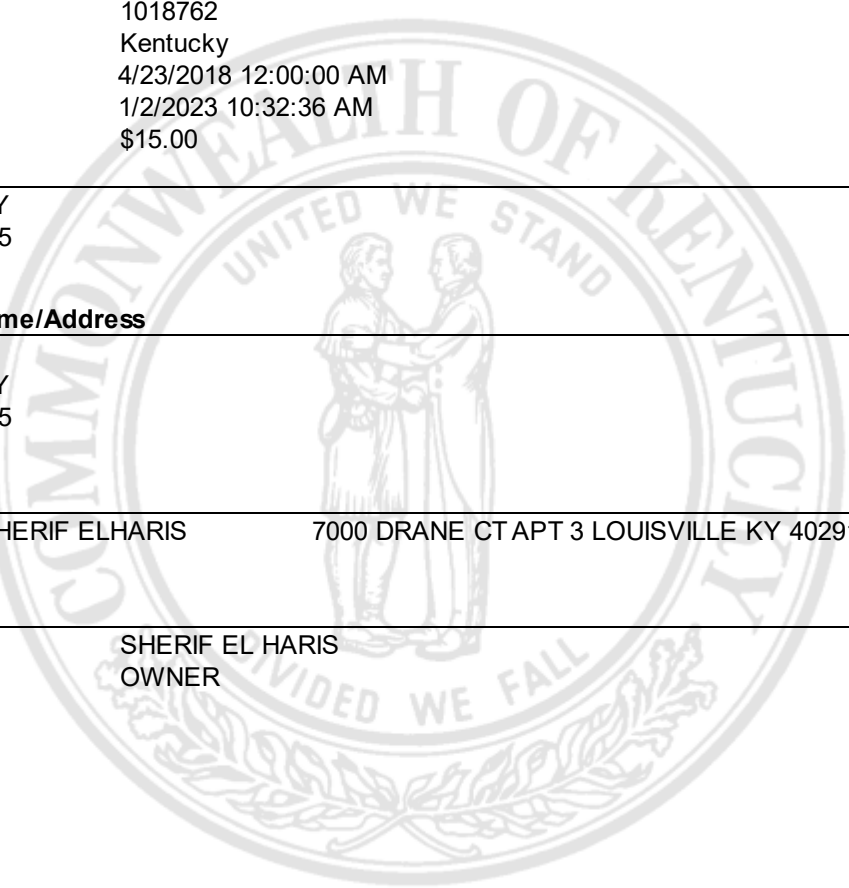 1018762
Kentucky
4/23/2018 12:00:00 AM
1/2/2023 10:32:36 AM
$15.00
Y
5
me/Address
Y
5
HERIF ELHARIS 7000 DRANE CT APT 3 LOUISVILLE KY 4029
SHERIF EL HARIS
OWNER
COMMONWEALTH OF KENTUCKY
UNITED WE STAND
DIVIDED WE FALL